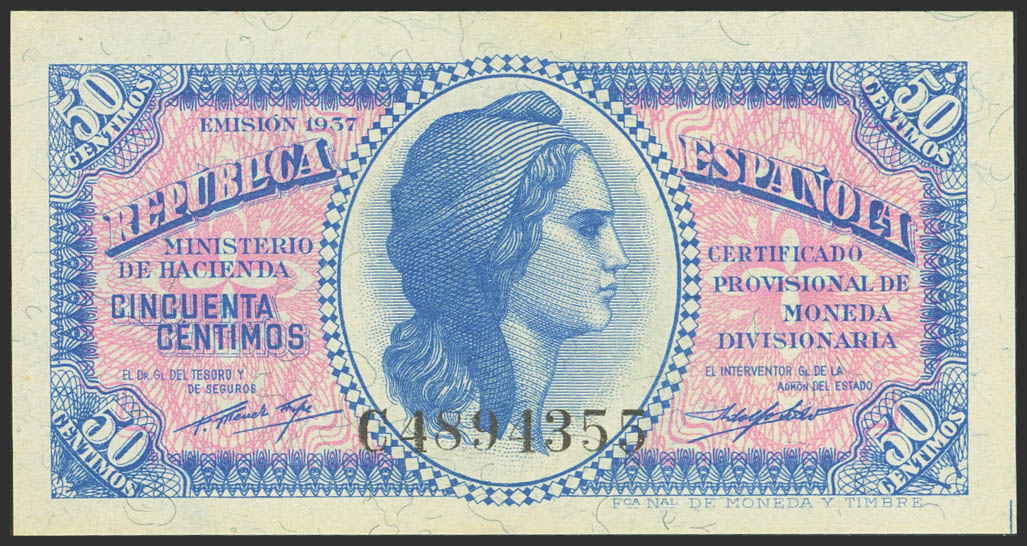 50 CENTIMOS
50 CENTIMOS
EMISIÓN 1937
REPUBLICA
ESPAÑOLA
MINISTERIO
DE HACIENDA
CINCUENTA
CÉNTIMOS
EL DR. GL. DEL TESORO Y
DE SEGUROS
CERTIFICADO
PROVISIONAL DE
MONEDA
DIVISIONARIA
EL INTERVENTOR GL. DE LA
ADMÓN DEL ESTADO
C4894355
50 CENTIMOS
50 CENTIMOS
FCA NAL DE MONEDA Y TIMBRE